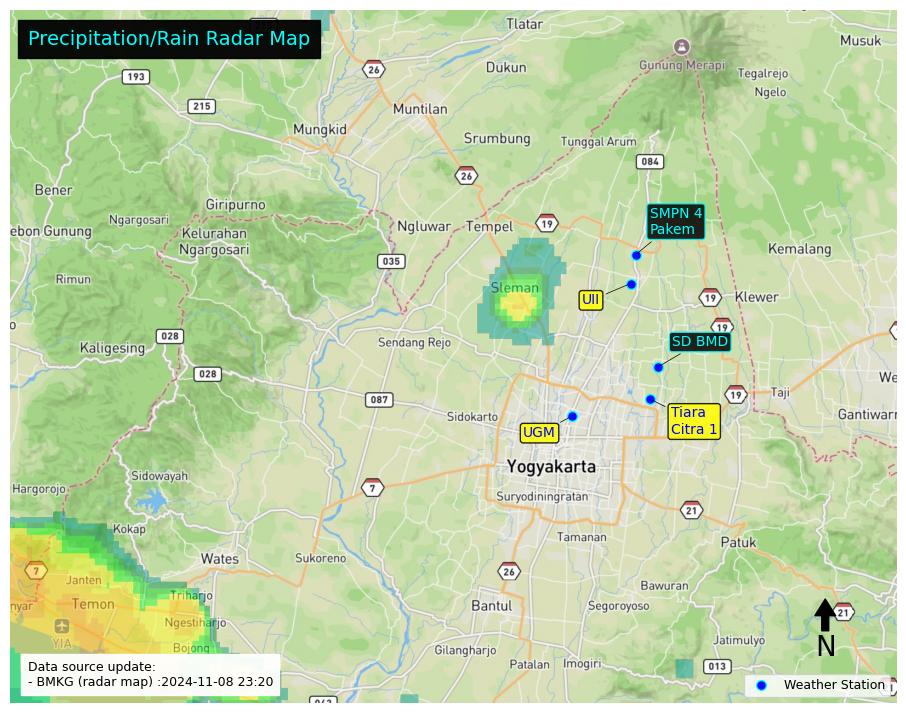 Precipitation/Rain Radar Map
Tlatar
Musuk
26
Dukun
Gunung Merapi
Tegalrejo
193
Ngelo
215
Muntilan
Mungkid
Srumbung
Tunggal Arum
084
26
Bener
Giripurno
Ngargosari
SMPN 4
Pakem
ebon Gunung
Kelurahan
Ngargosari
Ngluwar
Tempel
19
Kemalang
035
Rimun
Sleman
UII
19
Klewer
19
028
Kaligesing
Sendang Rejo
SD BMD
028
We
087
19
Taji
Sidokarto
Tiara
Citra 1
Gantiwarn
UGM
Yogyakarta
Sidowayah
Hargorojo
7
Suryodiningratan
21
Kokap
Tamanan
Patuk
Wates
Sukoreno
7
Janten
26
Bawuran
nyar
Temon
Triharjo
Bantul
Segoroyoso
21
Ngestiharjo
YIA
N
Bojong
Gilangharjo
Jatimulyo
Data source update:
- BMKG (radar map) :2024-11-08 23:20
Patalan
Imogiri
013
Weather Station